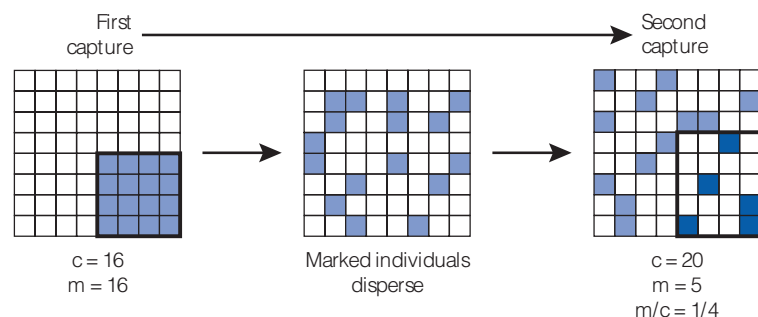 First
capture
Second
capture
c = 16
m = 16
Marked individuals
disperse
c = 20
m = 5
m/c = 1/4